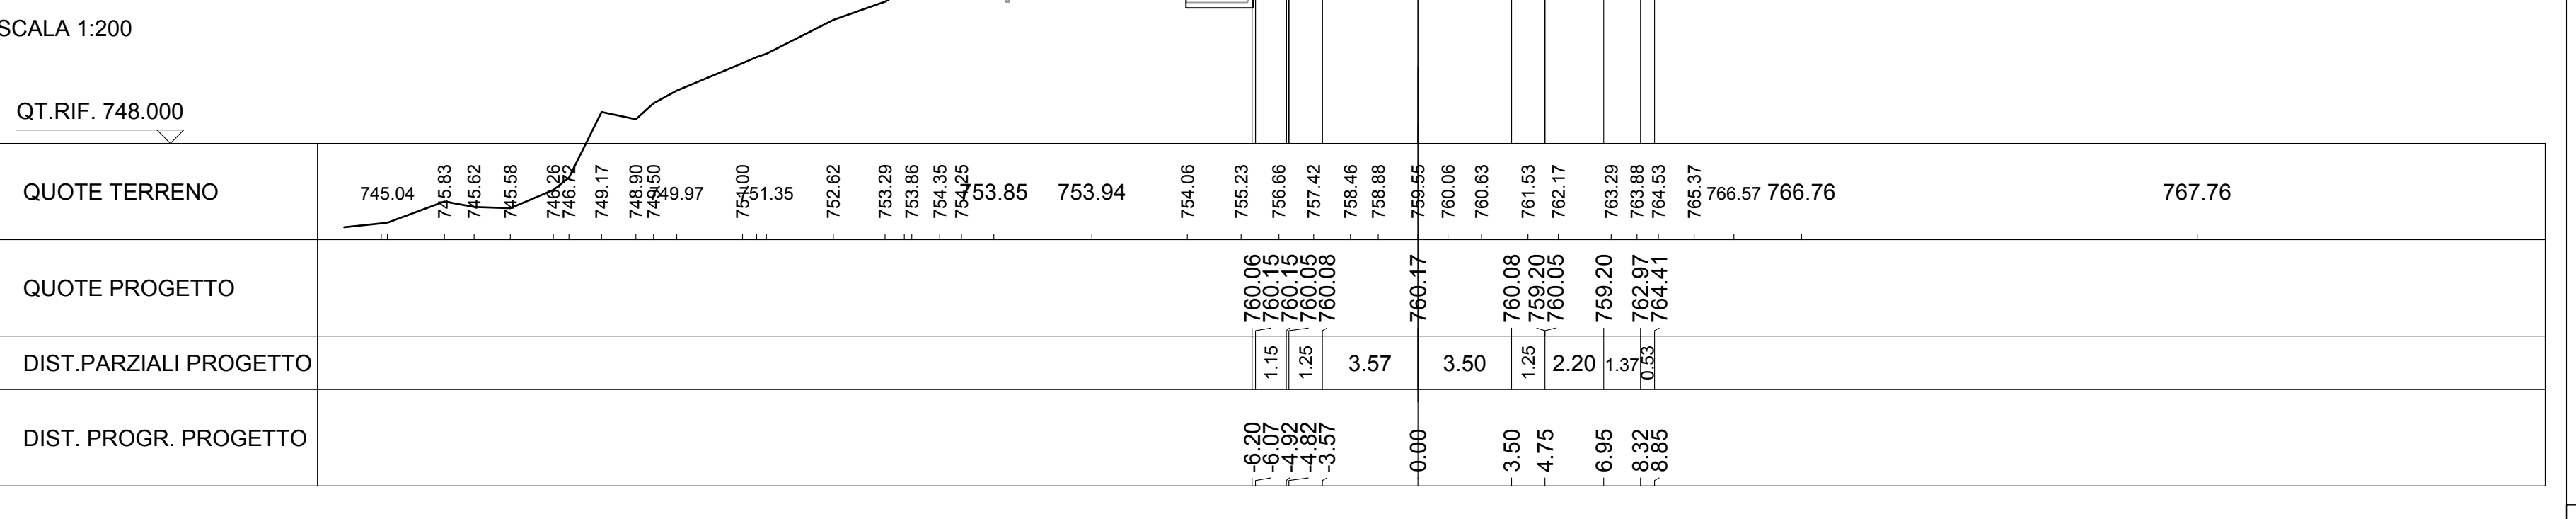 SCALA 1:200
QT.RIF. 748.000
QUOTE TERRENO 745.04 745.83 745.62 745.58 746.26 746.72 749.17 748.90 749.50 749.97 751.00 751.35 752.62 753.29 753.86 754.35 754.25 753.85 753.94 754.06 755.23 756.66 757.42 758.46 758.88 759.55 760.06 760.63 761.53 762.17 763.29 763.88 764.53 765.37 766.57 766.76 767.76
QUOTE PROGETTO 760.06 760.15 760.15 760.05 760.08 760.17 760.08 759.20 760.05 759.20 762.97 764.41
DIST.PARZIALI PROGETTO 1.15 1.25 3.57 3.50 1.25 2.20 1.37 0.53
DIST. PROGR. PROGETTO -6.20 -6.07 -4.92 -4.82 -3.57 0.00 3.50 4.75 6.95 8.32 8.85